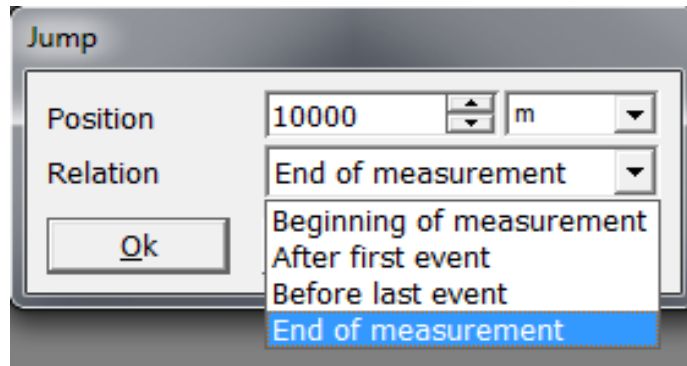 Jump
Position 10000 m
Relation End of measurement
Beginning of measurement
Ok After first event
Before last event
End of measurement